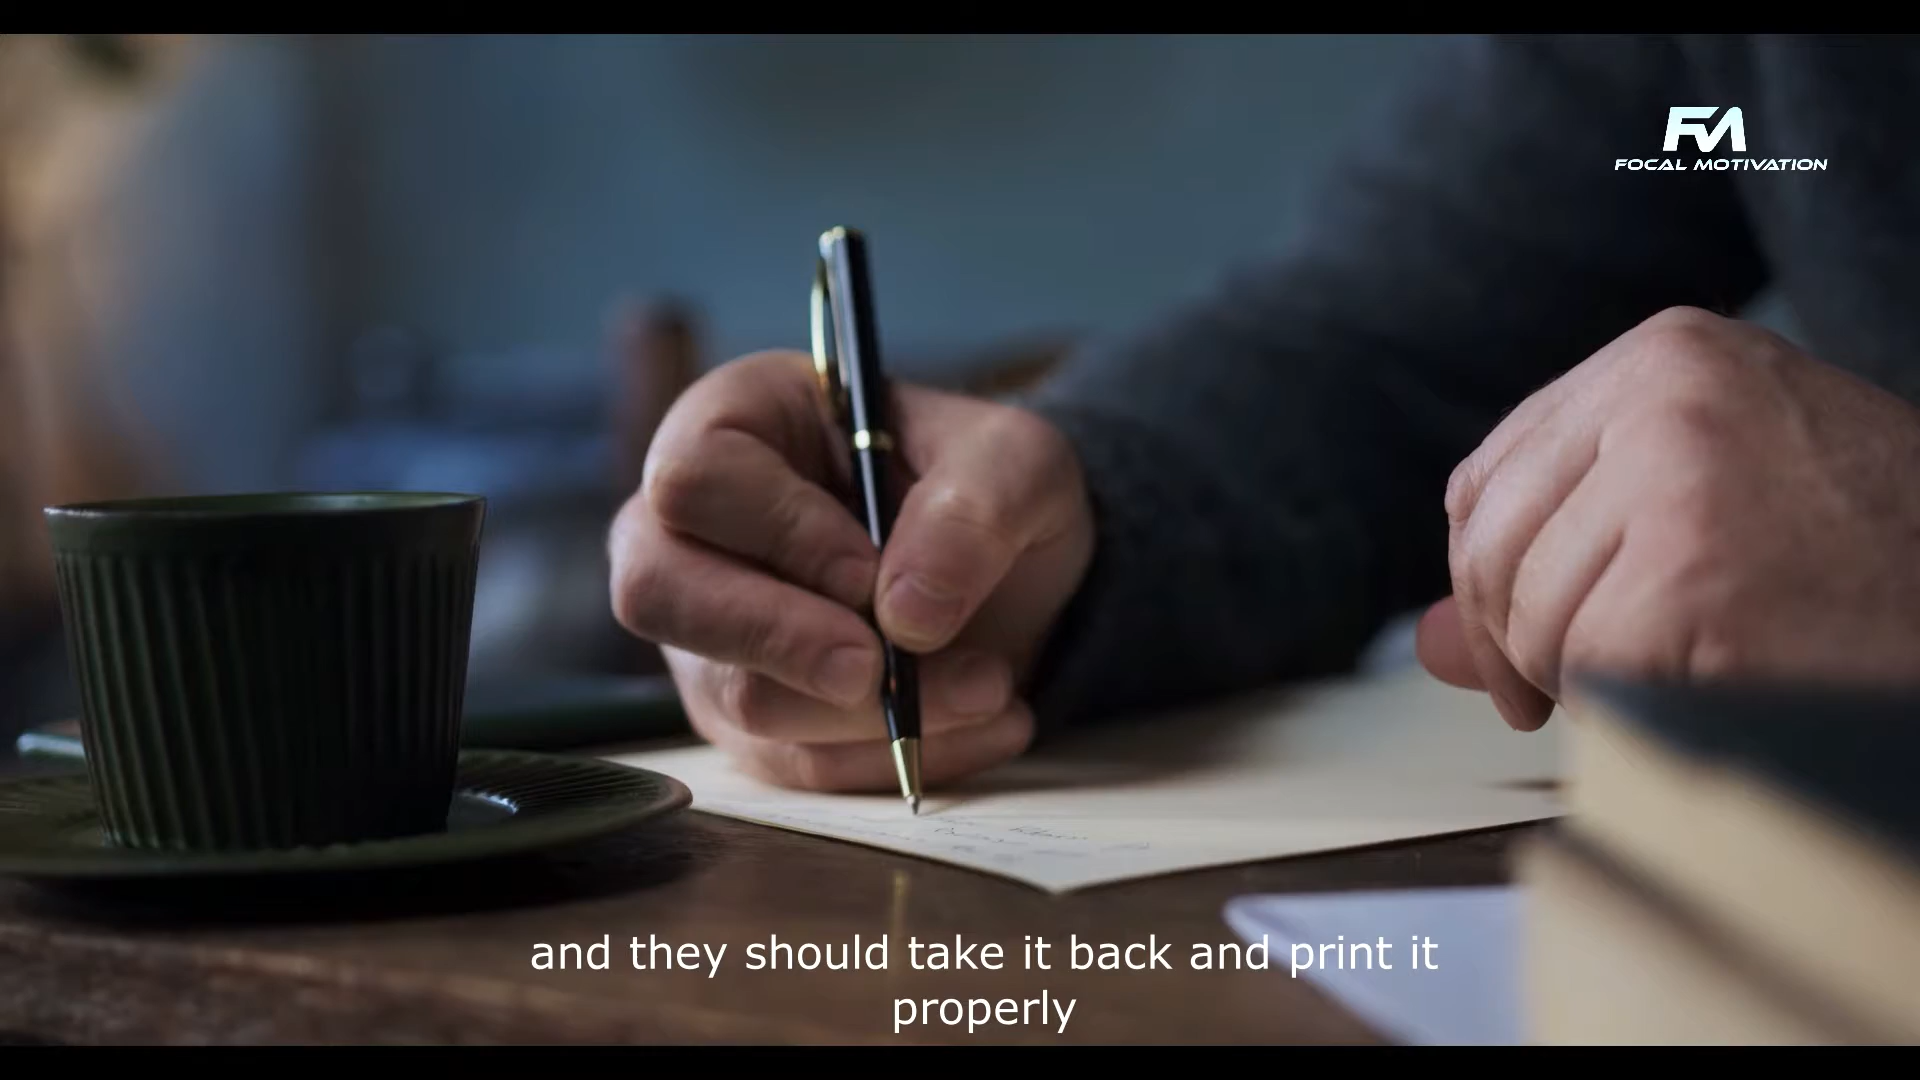 FM
FOCAL MOTIVATION
and they should take it back and print it
properly